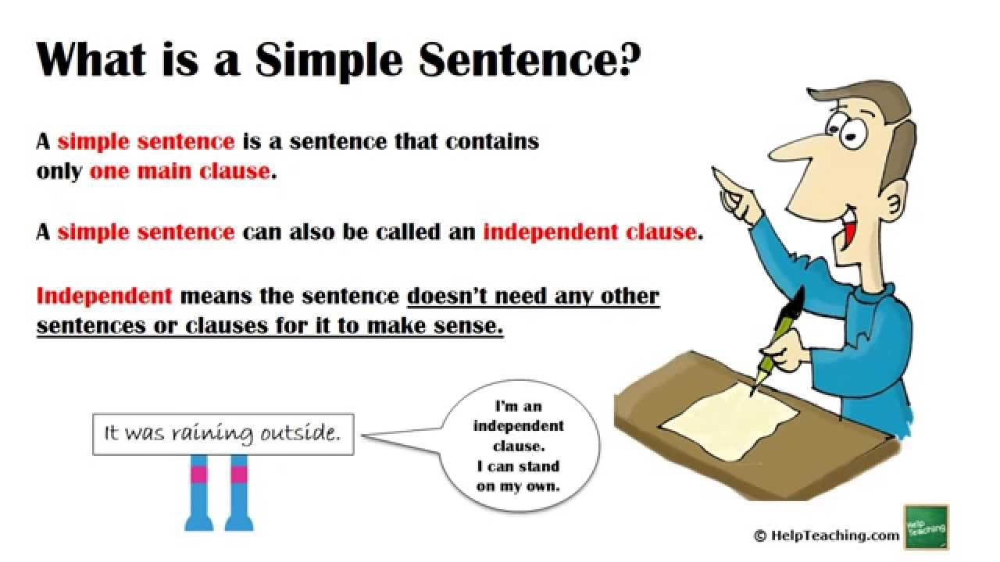 What is a Simple Sentence?
A simple sentence is a sentence that contains
only one main clause.
A simple sentence can also be called an independent clause.
Independent means the sentence doesn't need any other
sentences or clauses for it to make sense.
It was raining outside.
I'm an
independent
clause.
I can stand
on my own.
© HelpTeaching.com
Help
Teaching